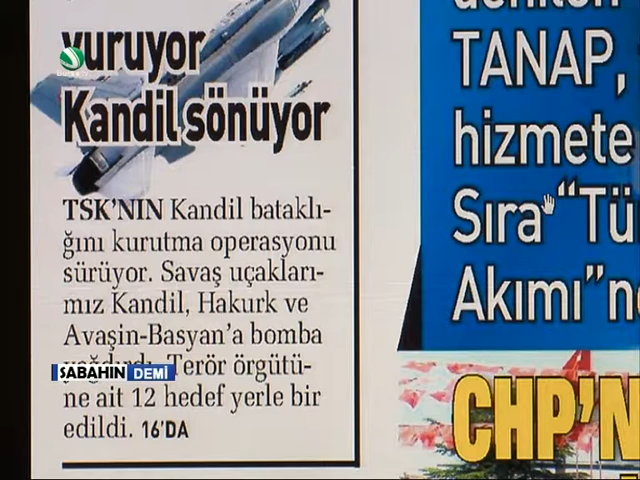 vuruyor
Kandil sönüyor
TSK'NIN Kandil bataklı-
ğını kurutma operasyonu
sürüyor. Savaş uçakları-
mız Kandil, Hakurk ve
Avaşin-Basyan'a bomba
yağdırdı. Terör örgütü-
ne ait 12 hedef yerle bir
edildi. 16'DA
TANAP,
hizmete
Sıra "Tü
Akımı"ne
CHP'N
SABAHIN DEMİ